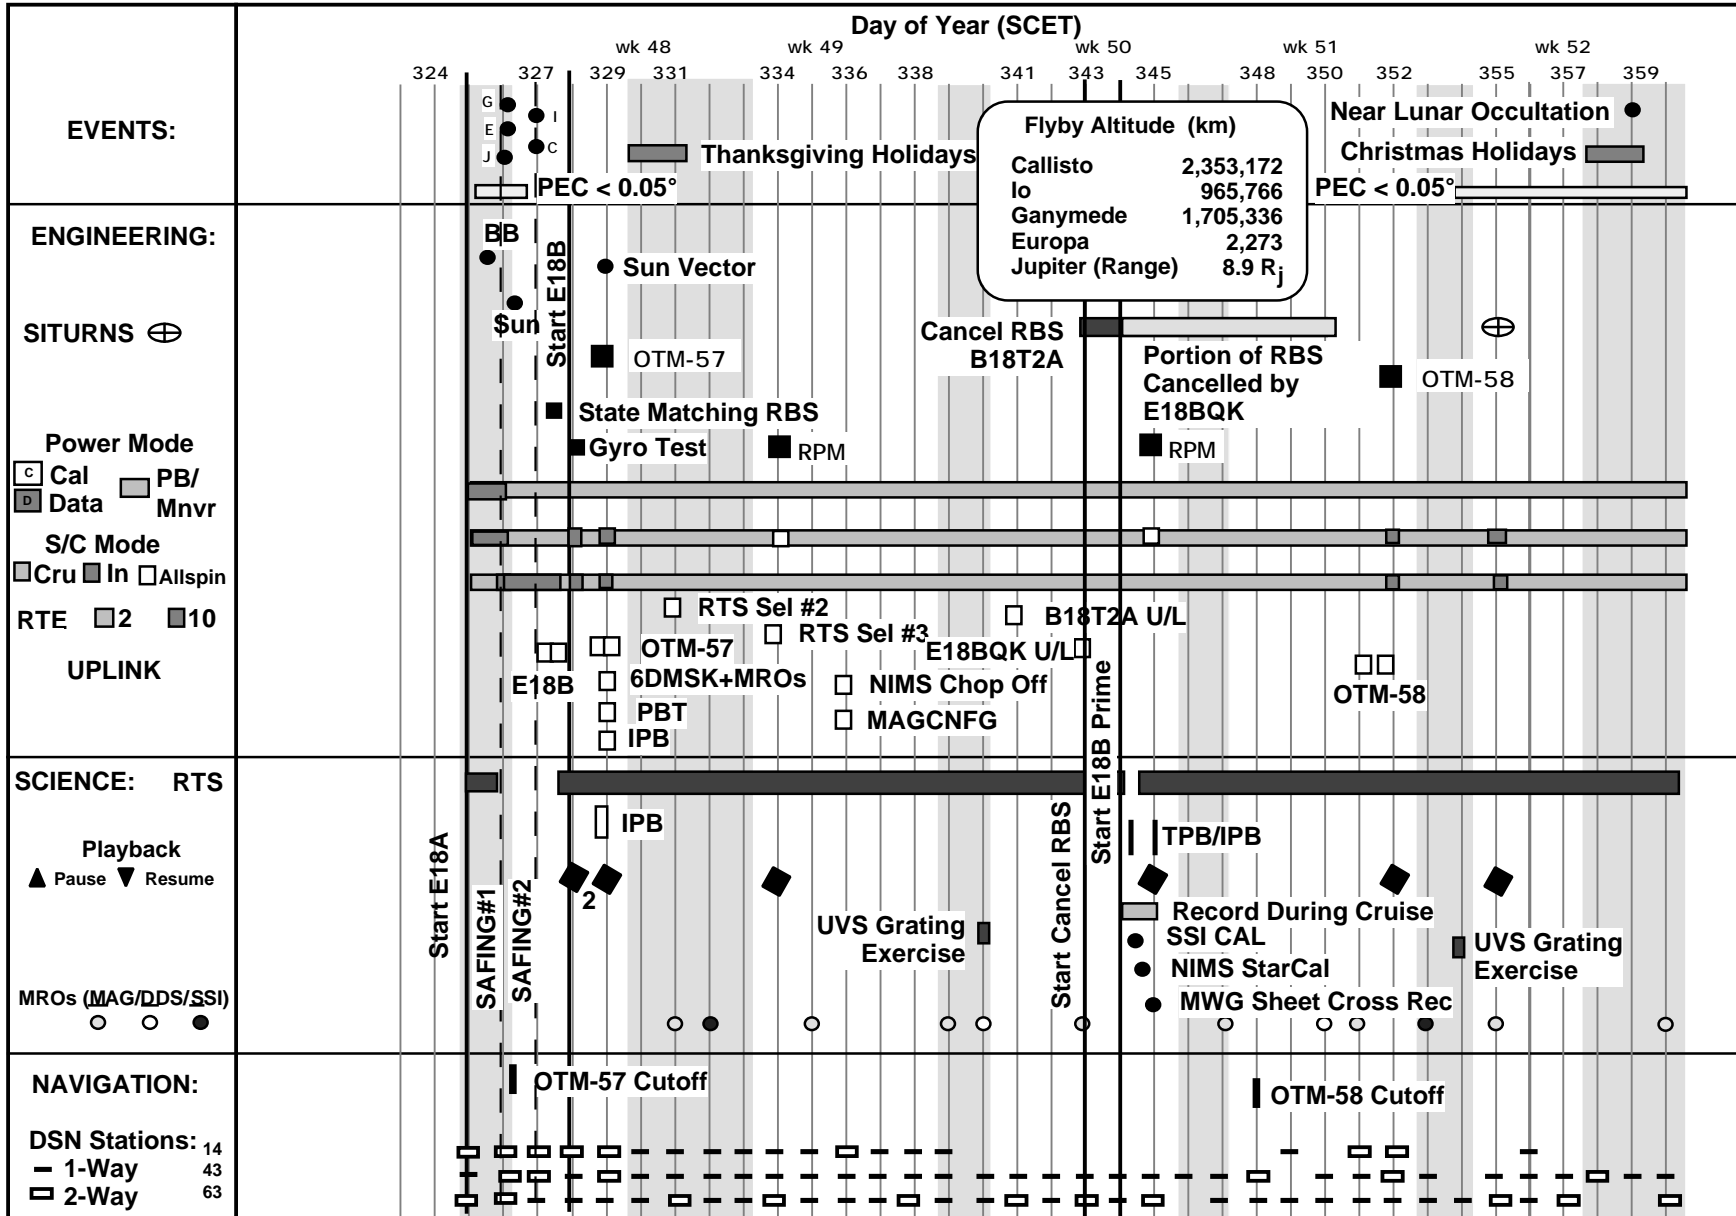 Day of Year (SCET)
wk 48 wk 49 wk 50 wk 51 wk 52
324 327 329 331 334 336 338 341 343 345 348 350 352 355 357 359
EVENTS:
G
E
J
I
C
Thanksgiving Holidays
PEC < 0.05°
Flyby Altitude (km)
Callisto 2,353,172
Io 965,766
Ganymede 1,705,336
Europa 2,273
Jupiter (Range) 8.9 Rj
Near Lunar Occultation
Christmas Holidays
PEC < 0.05°
ENGINEERING:
BB
Sun
Start E18B
Sun Vector
SITURNS
OTM-57
Cancel RBS
B18T2A
Portion of RBS
Cancelled by
E18BQK
OTM-58
State Matching RBS
Gyro Test
RPM
RPM
Power Mode
C Cal
D Data
PB/
Mnvr
S/C Mode
Cru In Allspin
RTE 2 10
UPLINK
RTS Sel #2
RTS Sel #3
B18T2A U/L
E18BQK U/L
E18B
OTM-57
6DMSK+MROs
PBT
IPB
NIMS Chop Off
MAGCNFG
OTM-58
Start E18B Prime
SCIENCE: RTS
IPB
TPB/IPB
Playback
Pause Resume
2
Start E18A
SAFING#1
SAFING#2
Start Cancel RBS
UVS Grating
Exercise
Record During Cruise
SSI CAL
NIMS StarCal
MWG Sheet Cross Rec
UVS Grating
Exercise
MROs (MAG/DDS/SSI)
NAVIGATION:
OTM-57 Cutoff
OTM-58 Cutoff
DSN Stations: 14
1-Way 43
2-Way 63